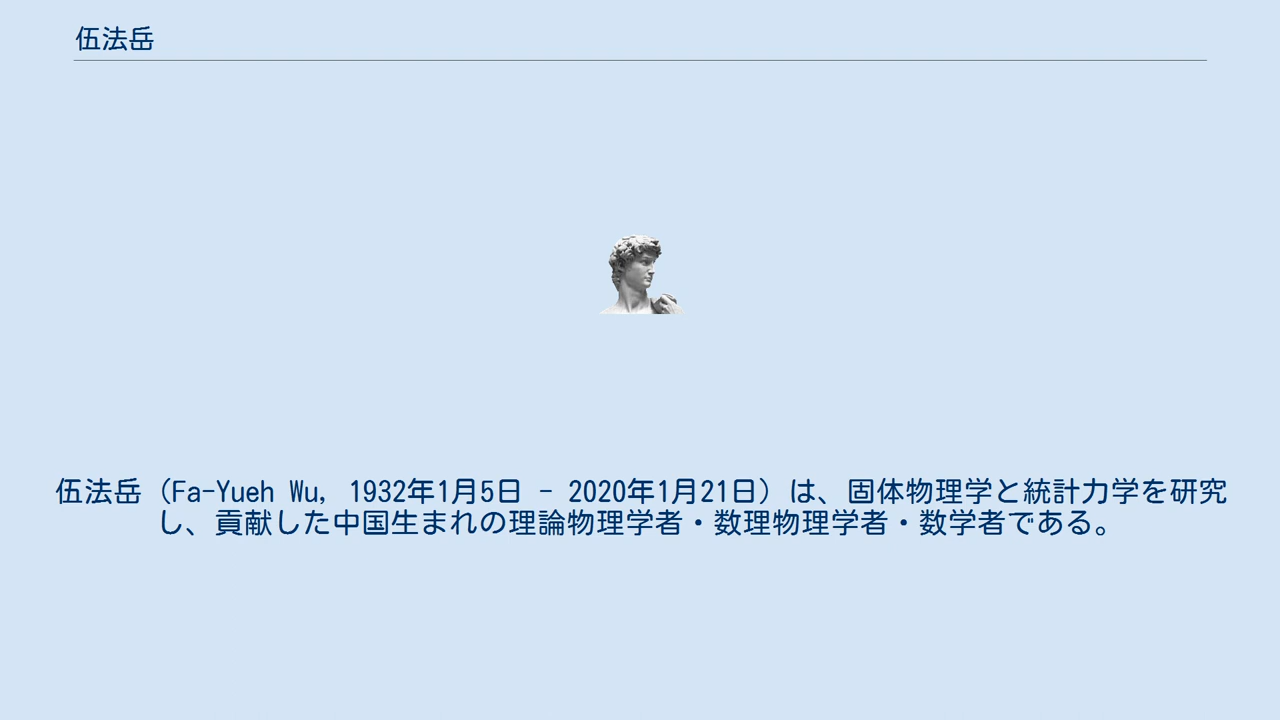 伍法岳
伍法岳（Fa-Yueh Wu, 1932年1月5日 - 2020年1月21日）は、固体物理学と統計力学を研究
し、貢献した中国生まれの理論物理学者・数理物理学者・数学者である。